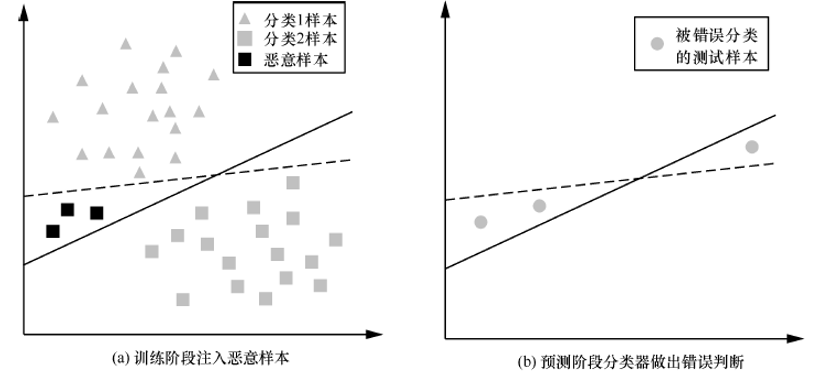 分类1样本
分类2样本
恶意样本
被错误分类
的测试样本
(a) 训练阶段注入恶意样本
(b) 预测阶段分类器做出错误判断